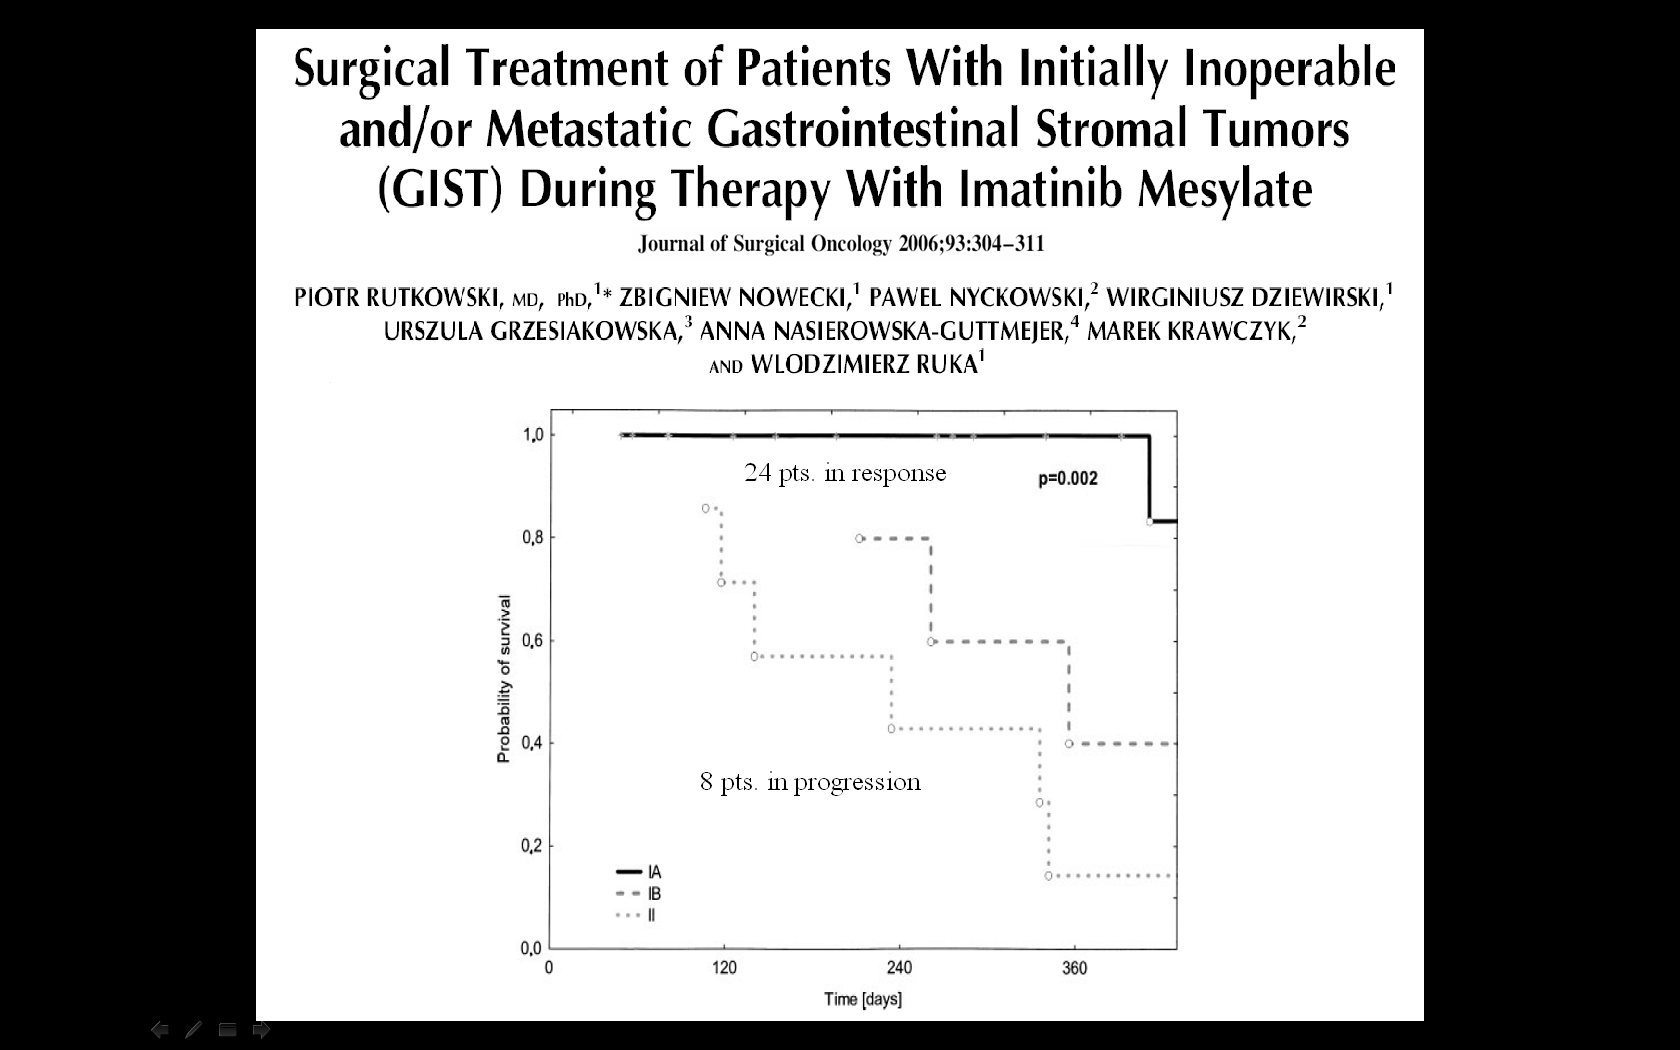 Surgical Treatment of Patients With Initially Inoperable
and/or Metastatic Gastrointestinal Stromal Tumors
(GIST) During Therapy With Imatinib Mesylate
Journal of Surgical Oncology 2006;93:304–311
PIOTR RUTKOWSKI, MD, PhD,1* ZBIGNIEW NOWECKI,1 PAWEL NYCKOWSKI,2 WIRGINIUSZ DZIEWIRSKI,1
URSZULA GRZESIAKOWSKA,3 ANNA NASIEROWSKA-GUTTMEJER,4 MAREK KRAWCZYK,2
AND WLODZIMIERZ RUKA1
1,0
24 pts. in response
p=0.002
0,8
0,6
Probability of survival
0,4
8 pts. in progression
0,2
IA
IB
II
0,0
0
120
240
360
Time [days]